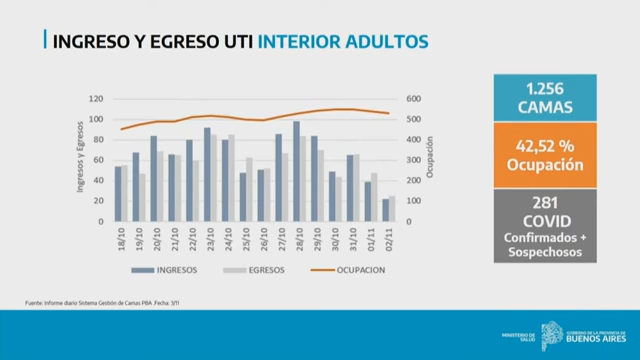 INGRESO Y EGRESO UTI INTERIOR ADULTOS
1.256
CAMAS
42,52 %
Ocupación
281
COVID
Confirmados +
Sospechosos
Ingresos y Egresos
120
100
80
60
40
20
0
600
500
400
300
200
100
0
Ocupación
18/10 19/10 20/10 21/10 22/10 23/10 24/10 25/10 26/10 27/10 28/10 29/10 30/10 31/10 01/11 02/11
INGRESOS EGRESOS OCUPACION
Fuente: Informe diario Sistema Gestión de Camas PBA .Fecha: 3/11
MINISTERIO DE
SALUD
GOBIERNO DE LA PROVINCIA DE
BUENOS AIRES